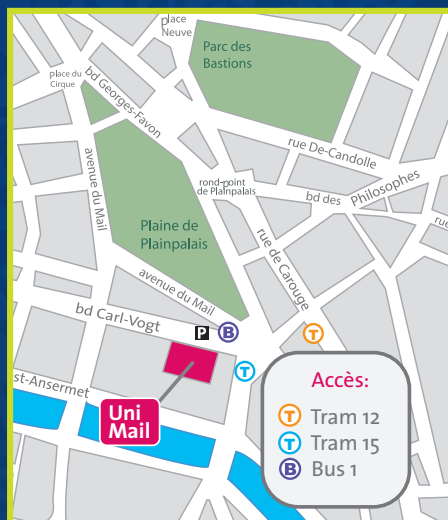 place
Neuve
Parc des
Bastions
place du
Cirque
bd Georges-Favon
rue De-Candolle
avenue du Mail
rond-point
de Plainpalais
bd des Philosophes
Plaine de
Plainpalais
rue de Carouge
rue
avenue du Mail
bd Carl-Vogt
P
B
T
T
st-Ansermet
Uni
Mail
Accès:
T Tram 12
T Tram 15
B Bus 1